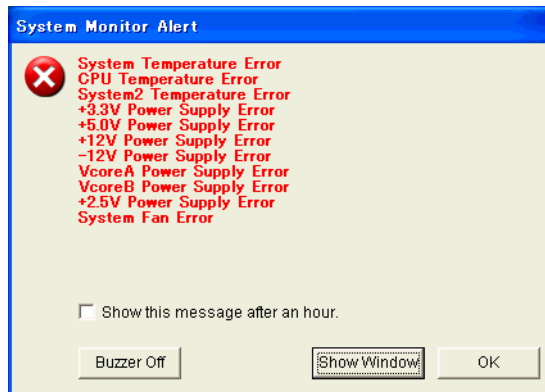 System Monitor Alert
System Temperature Error
CPU Temperature Error
System2 Temperature Error
+3.3V Power Supply Error
+5.0V Power Supply Error
+12V Power Supply Error
-12V Power Supply Error
VcoreA Power Supply Error
VcoreB Power Supply Error
+2.5V Power Supply Error
System Fan Error
Show this message after an hour.
Buzzer Off
Show Window
OK